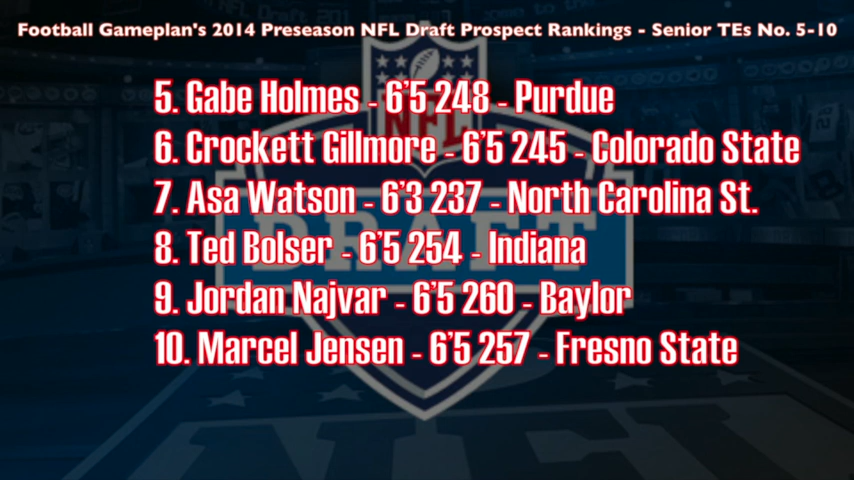 Football Gameplan's 2014 Preseason NFL Draft Prospect Rankings - Senior TEs No. 5-10
5. Gabe Holmes - 6'5 248 - Purdue
6. Crockett Gillmore - 6'5 245 - Colorado State
7. Asa Watson - 6'3 237 - North Carolina St.
8. Ted Bolser - 6'5 254 - Indiana
9. Jordan Najvar - 6'5 260 - Baylor
10. Marcel Jensen - 6'5 257 - Fresno State
NFL
DRAFT